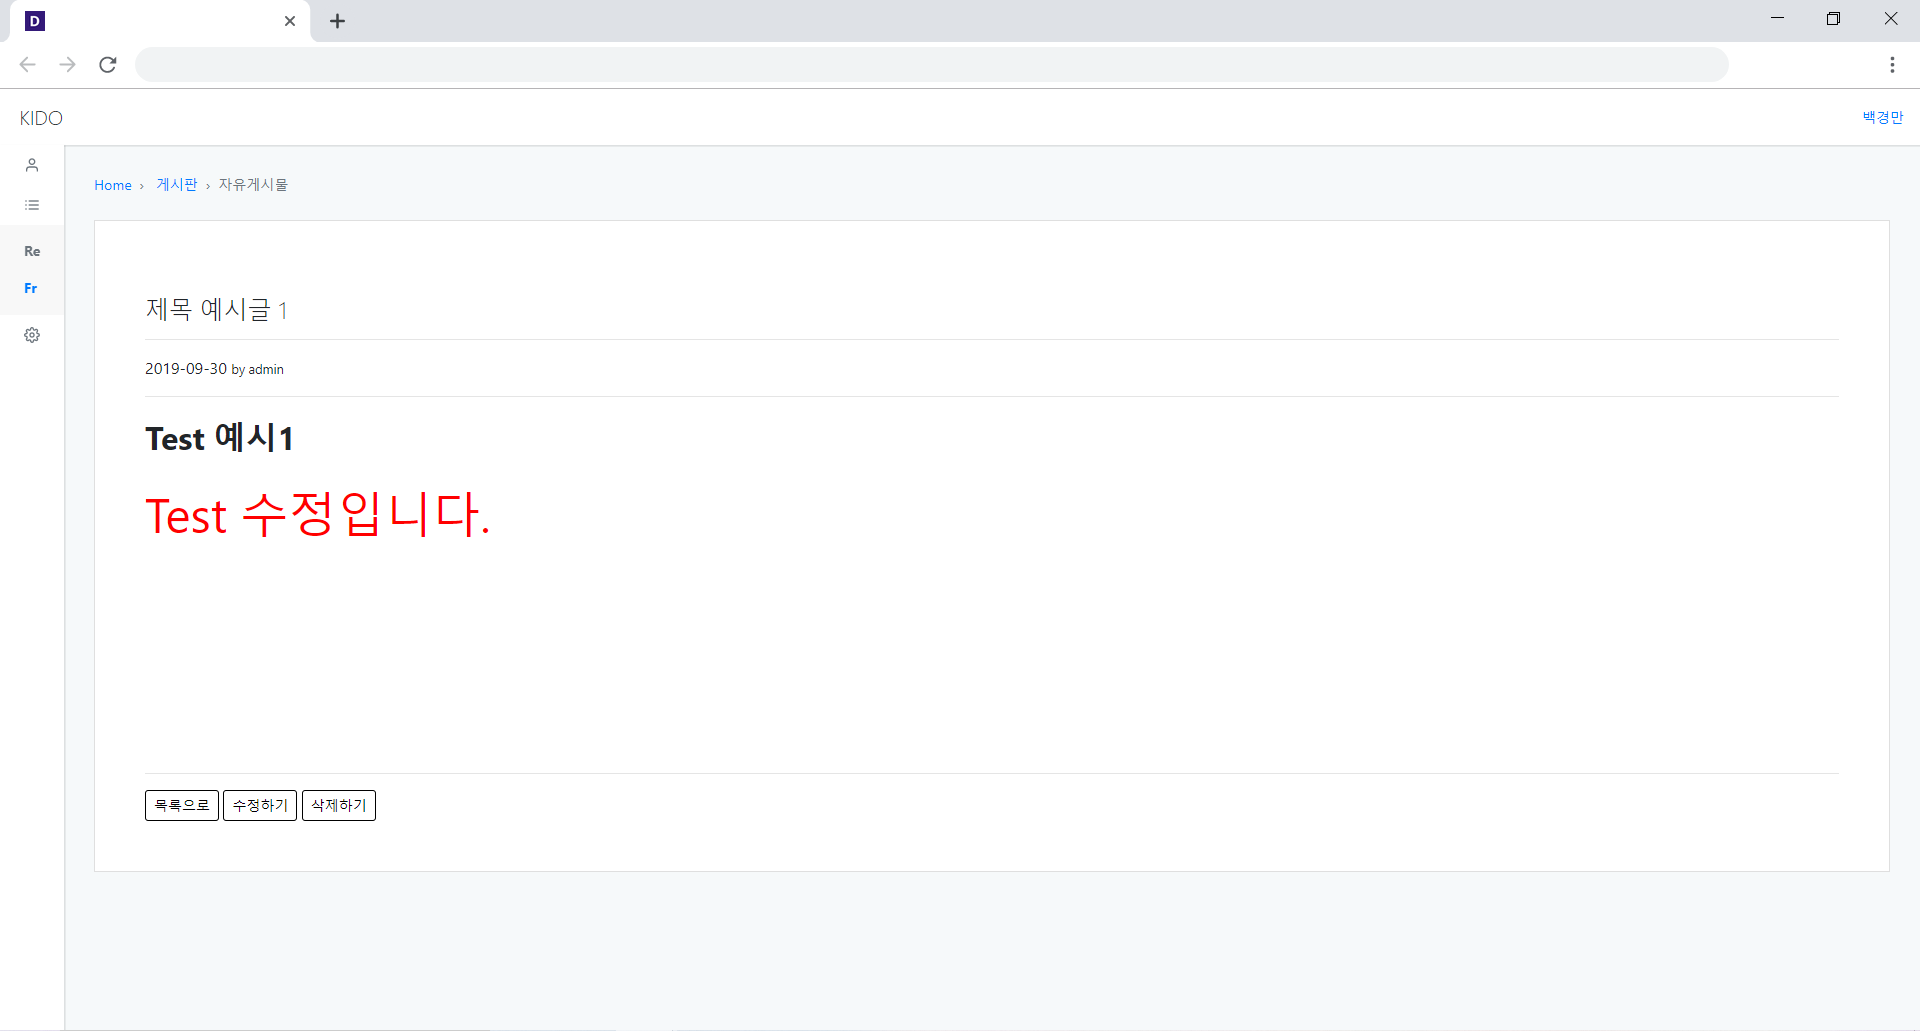 D
KIDO
백경만
Home › 게시판 › 자유게시물
Re
Fr
제목 예시글 1
2019-09-30 by admin
Test 예시1
Test 수정입니다.
목록으로 수정하기 삭제하기